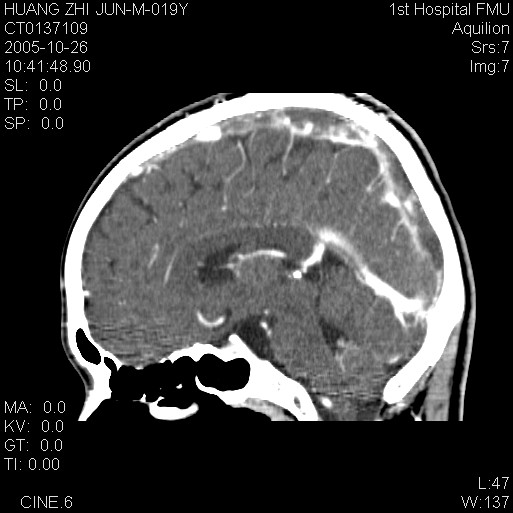 HUANG ZHI JUN-M-019Y
CT0137109
2005-10-26
10:41:48.90
SL: 0.0
TP: 0.0
SP: 0.0
1st Hospital FMU
Aquilion
Srs:7
Img:7
MA: 0.0
KV: 0.0
GT: 0.0
TI: 0.00
CINE.6
L:47
W:137